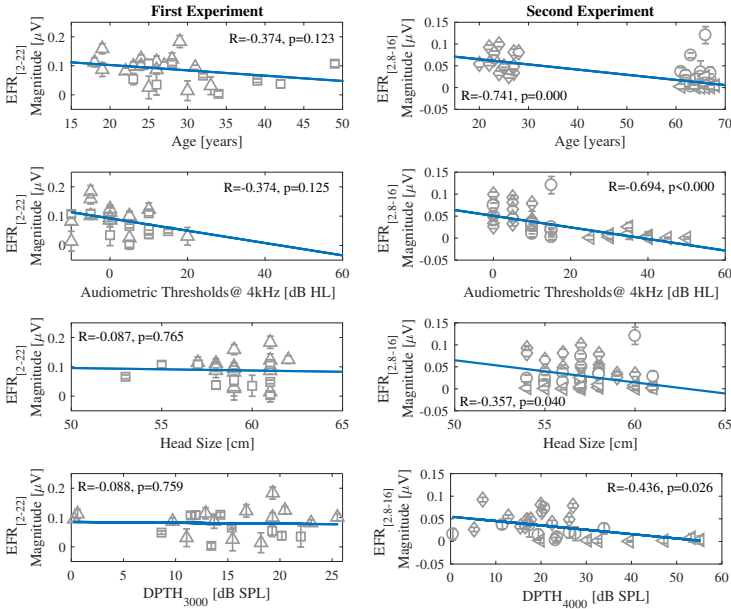 First Experiment
EFR[2-22]
Magnitude [μV]
0.2
0.1
0
R=-0.374, p=0.123
15 20 25 30 35 40 45 50
Age [years]
Second Experiment
EFR[2.8-16]
Magnitude [μV]
0.15
0.1
0.05
0
-0.05
R=-0.741, p=0.000
20 30 40 50 60 70
Age [years]
EFR[2-22]
Magnitude [μV]
0.2
0.1
0
R=-0.374, p=0.125
0 20 40 60
Audiometric Thresholds@ 4kHz [dB HL]
EFR[2.8-16]
Magnitude [μV]
0.15
0.1
0.05
0
-0.05
R=-0.694, p<0.000
0 20 40 60
Audiometric Thresholds@ 4kHz [dB HL]
EFR[2-22]
Magnitude [μV]
0.2
0.1
0
R=-0.087, p=0.765
50 55 60 65
Head Size [cm]
EFR[2.8-16]
Magnitude [μV]
0.15
0.1
0.05
0
-0.05
R=-0.357, p=0.040
50 55 60 65
Head Size [cm]
EFR[2-22]
Magnitude [μV]
0.2
0.1
0
R=-0.088, p=0.759
0 5 10 15 20 25
DPTH3000 [dB SPL]
EFR[2.8-16]
Magnitude [μV]
0.15
0.1
0.05
0
-0.05
R=-0.436, p=0.026
0 10 20 30 40 50 60
DPTH4000 [dB SPL]